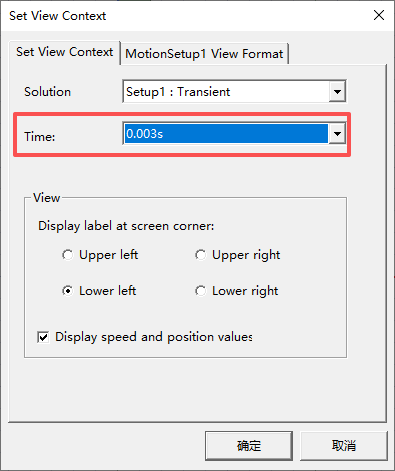 Set View Context
Set View Context MotionSetup1 View Format
Solution Setup1 : Transient
Time: 0.003s
View
Display label at screen corner:
Upper left Upper right
Lower left Lower right
Display speed and position values
确定 取消